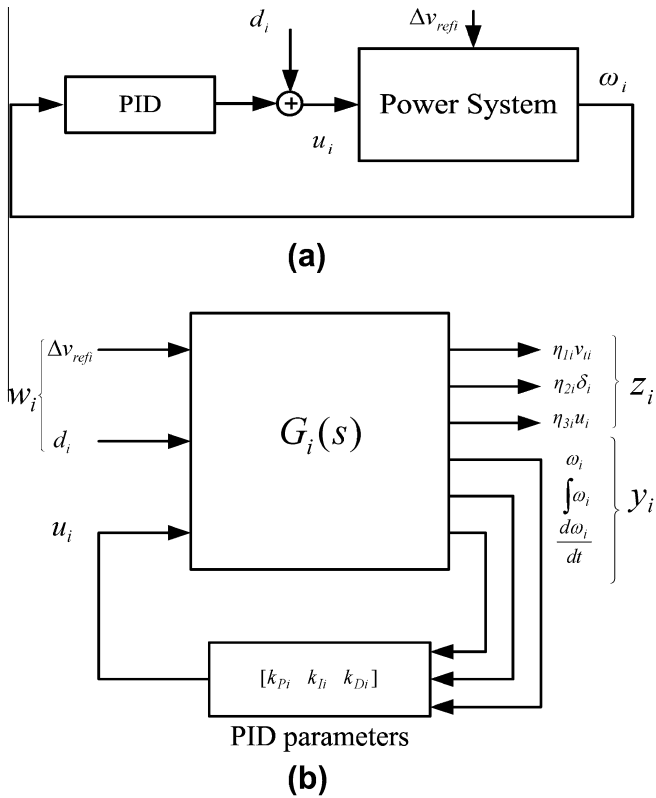 d_i
Δv_refi
PID
+
Power System
ω_i
u_i
(a)
w_i
Δv_refi
d_i
u_i
G_i(s)
η_1i v_ti
η_2i δ_i
η_3i u_i
z_i
ω_i
∫ω_i
dω_i
dt
y_i
[k_Pi k_Ii k_Di]
PID parameters
(b)